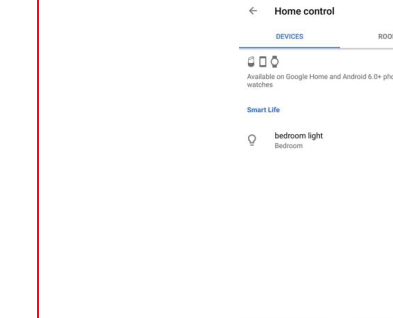 Home control
DEVICES
Available on Google Home and Android 6.0+
watches
Smart Life
bedroom light
Bedroom